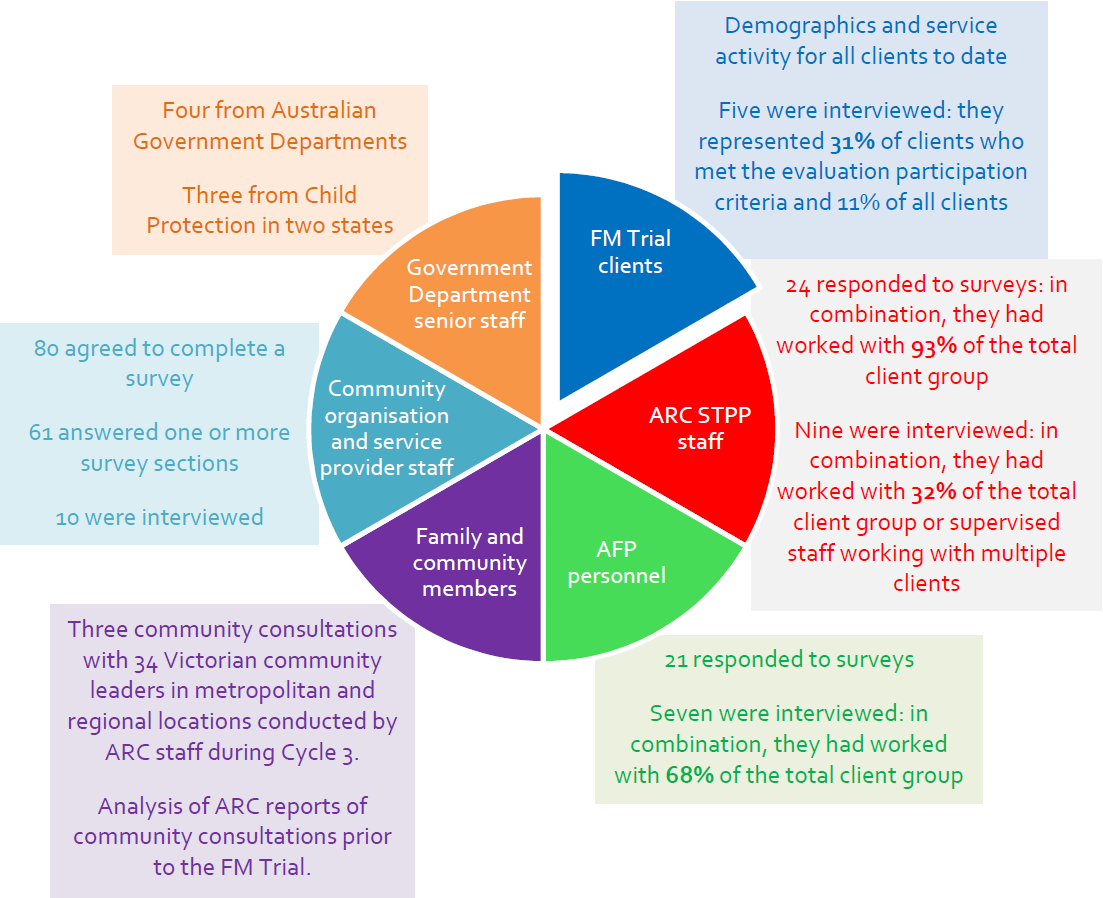 Demographics and service
activity for all clients to date
Five were interviewed: they
represented 31% of clients who
met the evaluation participation
criteria and 11% of all clients
Four from Australian
Government Departments
Three from Child
Protection in two states
FM Trial
clients
Government
Department
senior staff
24 responded to surveys: in
combination, they had
worked with 93% of the total
client group
Nine were interviewed: in
combination, they had
worked with 32% of the total
client group or supervised
staff working with multiple
clients
80 agreed to complete a
survey
61 answered one or more
survey sections
10 were interviewed
Community
organisation
and service
provider staff
ARC STPP
staff
Family and
community
members
AFP
personnel
Three community consultations
with 34 Victorian community
leaders in metropolitan and
regional locations conducted by
ARC staff during Cycle 3.
Analysis of ARC reports of
community consultations prior
to the FM Trial.
21 responded to surveys
Seven were interviewed: in
combination, they had worked
with 68% of the total client group